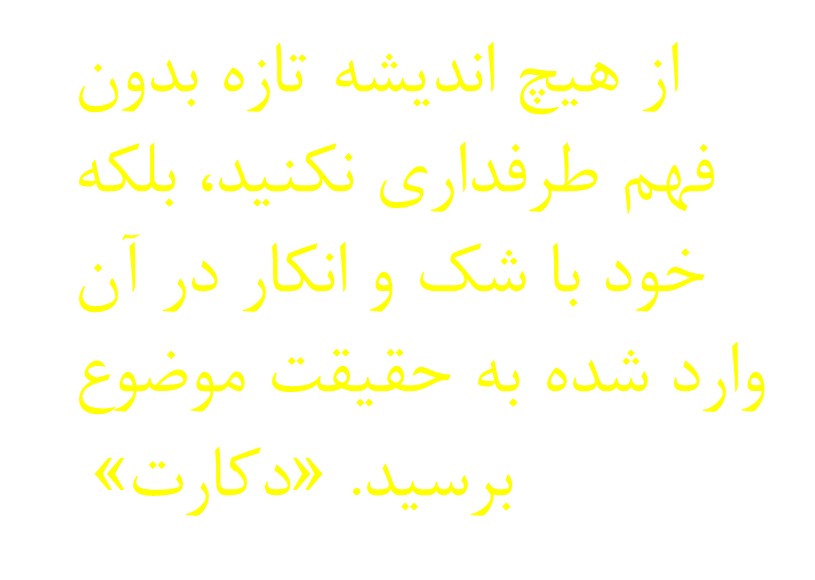 از هیچ اندیشه تازه بدون
فهم طرفداری نکنید، بلکه
خود با شک و انکار در آن
وارد شده به حقیقت موضوع
برسید. «دکارت»